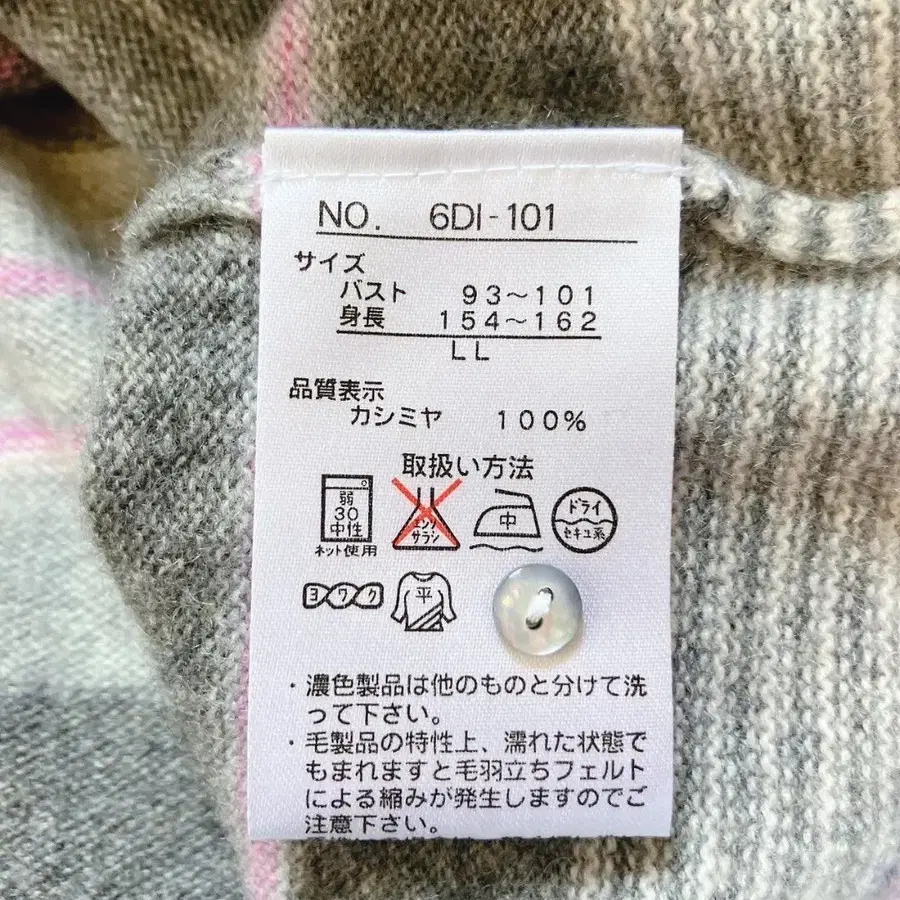 NO. 6DI-101
サイズ
バスト 93～101
身長 154～162
LL
品質表示
カシミヤ 100%
取扱い方法
弱
30
中性
ネット使用
エンソ
サラシ
中
ドライ
セキユ系
ヨワク
平
・濃色製品は他のものと分けて洗
って下さい。
・毛製品の特性上、濡れた状態で
もまれますと毛羽立ちフェルト
による縮みが発生しますのでご
注意下さい。